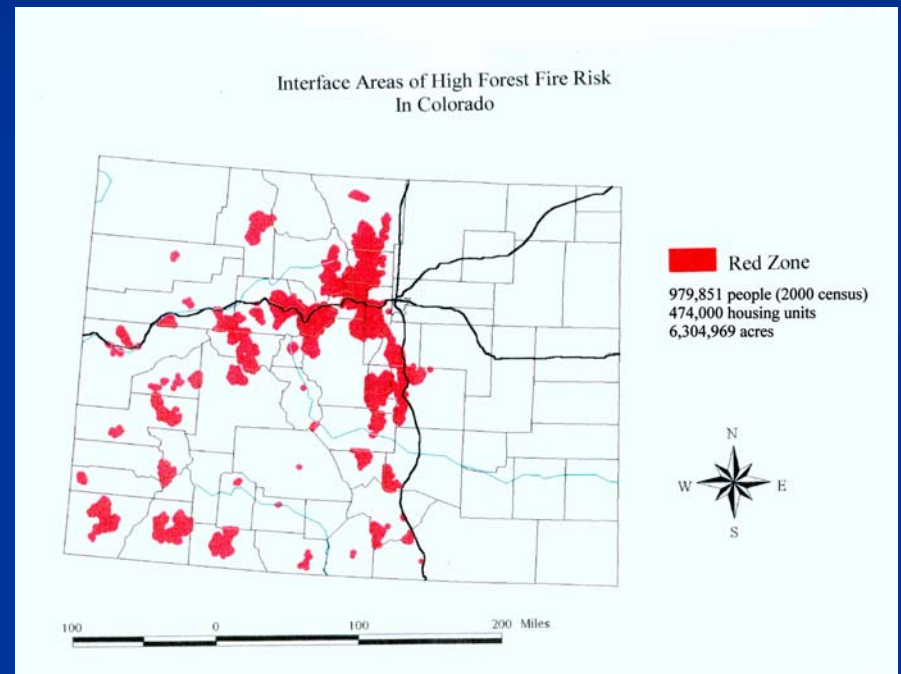 Interface Areas of High Forest Fire Risk
In Colorado
Red Zone
979,851 people (2000 census)
474,000 housing units
6,304,969 acres
N
W E
S
100 0 100 200 Miles